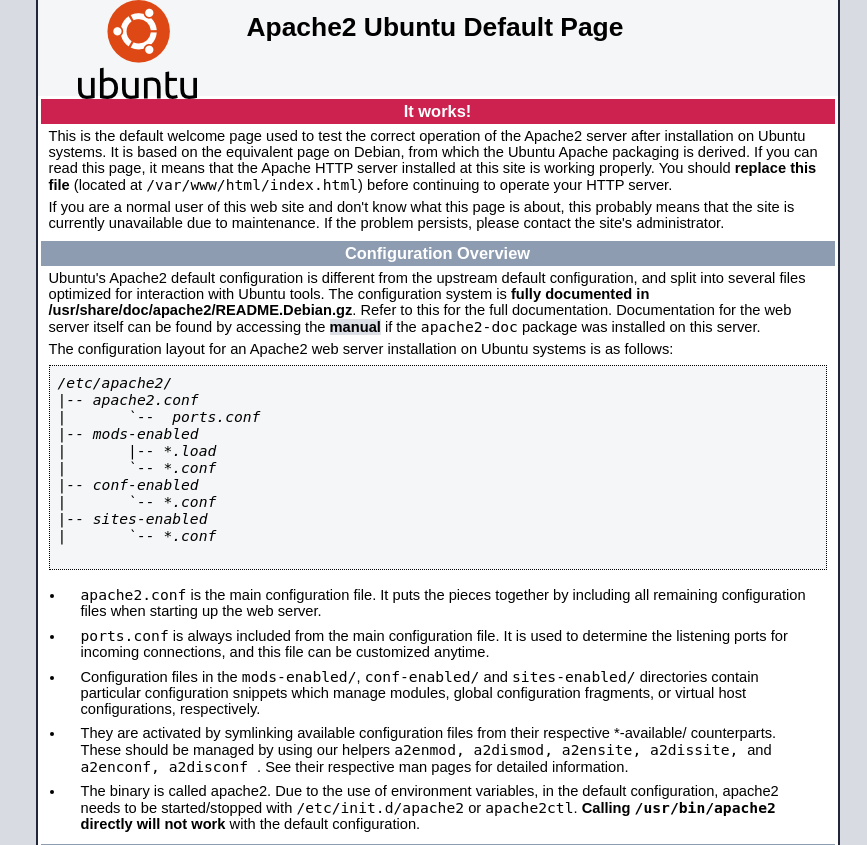 Apache2 Ubuntu Default Page
ubuntu
It works!
This is the default welcome page used to test the correct operation of the Apache2 server after installation on Ubuntu
systems. It is based on the equivalent page on Debian, from which the Ubuntu Apache packaging is derived. If you can
read this page, it means that the Apache HTTP server installed at this site is working properly. You should replace this
file (located at /var/www/html/index.html) before continuing to operate your HTTP server.
If you are a normal user of this web site and don't know what this page is about, this probably means that the site is
currently unavailable due to maintenance. If the problem persists, please contact the site's administrator.
Configuration Overview
Ubuntu's Apache2 default configuration is different from the upstream default configuration, and split into several files
optimized for interaction with Ubuntu tools. The configuration system is fully documented in
/usr/share/doc/apache2/README.Debian.gz. Refer to this for the full documentation. Documentation for the web
server itself can be found by accessing the manual if the apache2-doc package was installed on this server.
The configuration layout for an Apache2 web server installation on Ubuntu systems is as follows:
/etc/apache2/
|-- apache2.conf
|       `--  ports.conf
|-- mods-enabled
|       |-- *.load
|       `-- *.conf
|-- conf-enabled
|       `-- *.conf
|-- sites-enabled
|       `-- *.conf
• apache2.conf is the main configuration file. It puts the pieces together by including all remaining configuration
files when starting up the web server.
• ports.conf is always included from the main configuration file. It is used to determine the listening ports for
incoming connections, and this file can be customized anytime.
• Configuration files in the mods-enabled/, conf-enabled/ and sites-enabled/ directories contain
particular configuration snippets which manage modules, global configuration fragments, or virtual host
configurations, respectively.
• They are activated by symlinking available configuration files from their respective *-available/ counterparts.
These should be managed by using our helpers a2enmod, a2dismod, a2ensite, a2dissite, and
a2enconf, a2disconf . See their respective man pages for detailed information.
• The binary is called apache2. Due to the use of environment variables, in the default configuration, apache2
needs to be started/stopped with /etc/init.d/apache2 or apache2ctl. Calling /usr/bin/apache2
directly will not work with the default configuration.